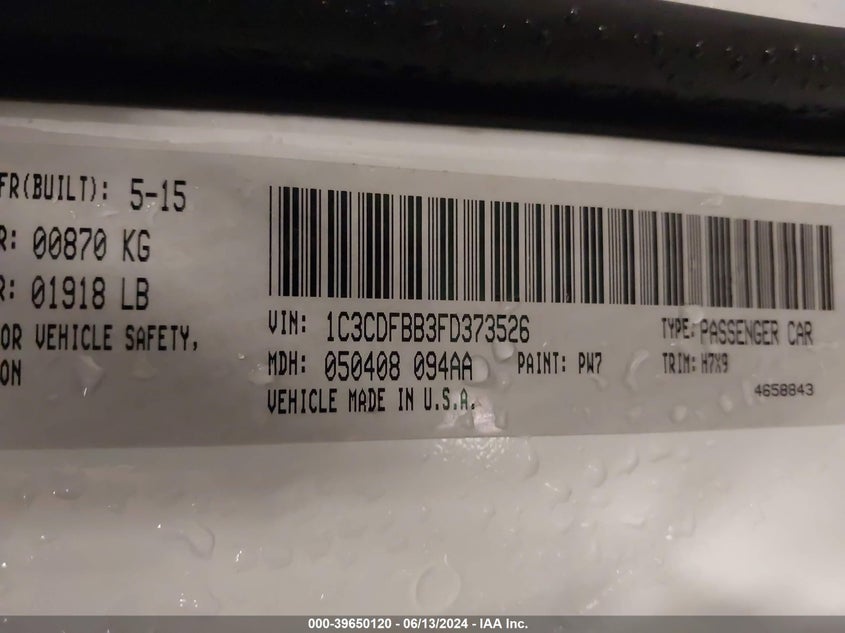 FR(BUILT): 5-15
R: 00870 KG
R: 01918 LB
OR VEHICLE SAFETY,
ON
VIN: 1C3CDFBB3FD373526 TYPE: PASSENGER CAR
MDH: 050408 094AA PAINT: PW7 TRIM: H7X9
VEHICLE MADE IN U.S.A. 4658843
000-39650120 - 06/13/2024 - IAA Inc.